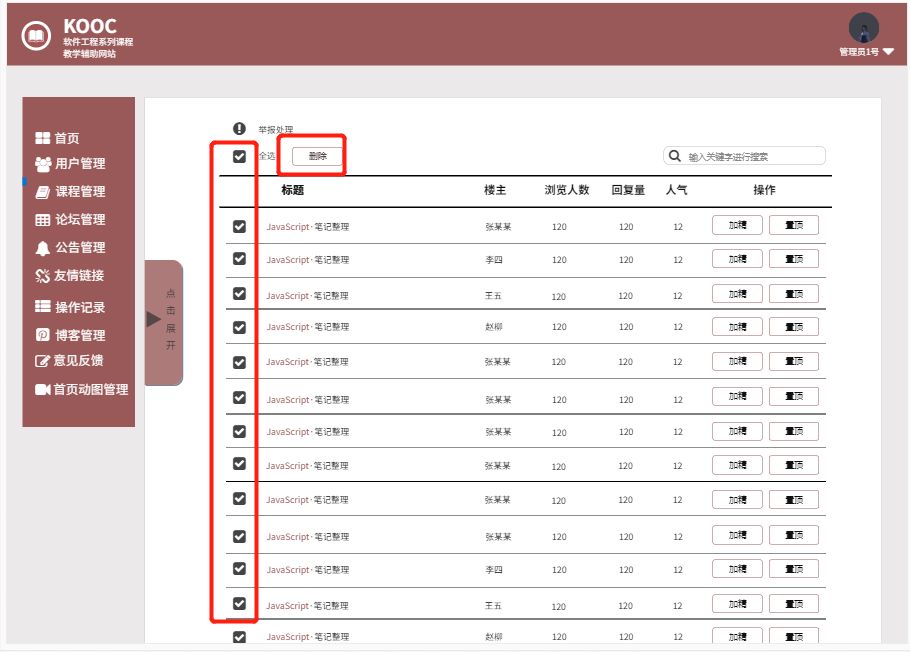 KOOC
软件工程系列课程
教学辅助网站
管理员1号
首页
用户管理
课程管理
论坛管理
公告管理
友情链接
操作记录
博客管理
意见反馈
首页动图管理
点
击
展
开
举报处理
全选 删除 输入关键字进行搜索
标题 楼主 浏览人数 回复量 人气 操作
JavaScript·笔记整理 张某某 120 120 12 加精 置顶
JavaScript·笔记整理 李四 120 120 12 加精 置顶
JavaScript·笔记整理 王五 120 120 12 加精 置顶
JavaScript·笔记整理 赵柳 120 120 12 加精 置顶
JavaScript·笔记整理 张某某 120 120 12 加精 置顶
JavaScript·笔记整理 张某某 120 120 12 加精 置顶
JavaScript·笔记整理 张某某 120 120 12 加精 置顶
JavaScript·笔记整理 张某某 120 120 12 加精 置顶
JavaScript·笔记整理 张某某 120 120 12 加精 置顶
JavaScript·笔记整理 张某某 120 120 12 加精 置顶
JavaScript·笔记整理 李四 120 120 12 加精 置顶
JavaScript·笔记整理 王五 120 120 12 加精 置顶
JavaScript·笔记整理 赵柳 120 120 12 加精 置顶